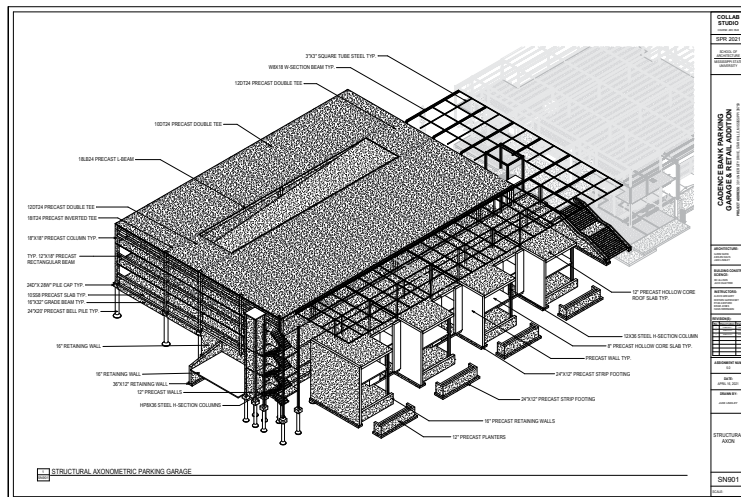 3"X3" SQUARE TUBE STEEL TYP.
W8X18 W-SECTION BEAM TYP.
12DT24 PRECAST DOUBLE TEE
10DT24 PRECAST DOUBLE TEE
18LB24 PRECAST L-BEAM
12DT24 PRECAST DOUBLE TEE
18IT24 PRECAST INVERTED TEE
18"X18" PRECAST COLUMN TYP.
TYP. 12"X18" PRECAST
RECTANGULAR BEAM
24D"X 28W" PILE CAP TYP.
10SS8 PRECAST SLAB TYP.
16"X32" GRADE BEAM TYP.
24"X20' PRECAST BELL PILE TYP.
16" RETAINING WALL
16" RETAINING WALL
36"X12" RETAINING WALL
12" PRECAST WALLS
HP8X36 STEEL H-SECTION COLUMNS
12" PRECAST HOLLOW CORE
ROOF SLAB TYP.
12X36 STEEL H-SECTION COLUMN
8" PRECAST HOLLOW CORE SLAB TYP.
PRECAST WALL TYP.
24"X12" PRECAST STRIP FOOTING
24"X12" PRECAST STRIP FOOTING
16" PRECAST RETAINING WALLS
12" PRECAST PLANTERS
STRUCTURAL AXONOMETRIC PARKING GARAGE
COLLAB
STUDIO
SPR 2021
SCHOOL OF
ARCHITECTURE
MISSISSIPPI STATE
UNIVERSITY
CADENCE BANK PARKING
GARAGE & RETAIL ADDITION
ARCHITECTURE:
BUILDING CONST
SCIENCE:
INSTRUCTORS:
REVISION(S):
ASSIGNMENT NU
DATE:
APRIL 15, 2021
DRAWN BY:
STRUCTURA
AXON
SN901
SCALE: